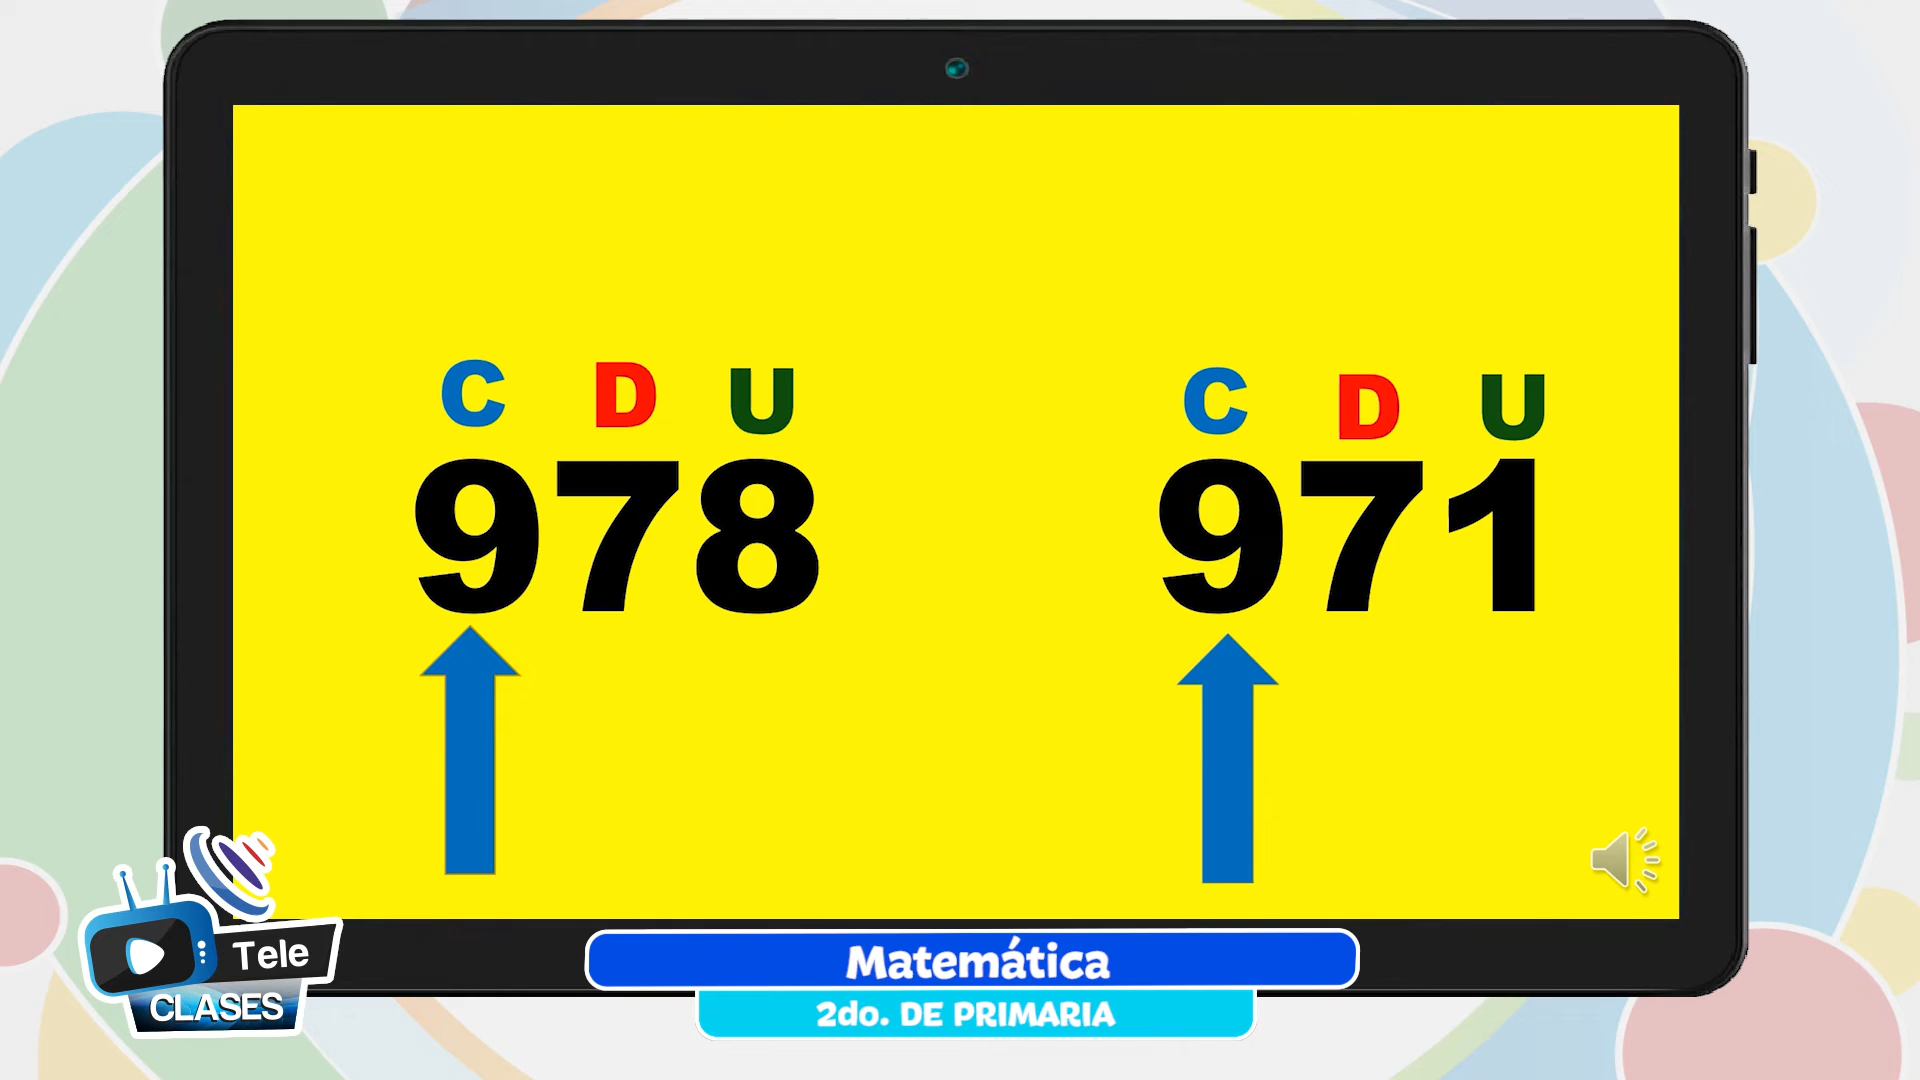 C D U
978
C D U
971
Tele
CLASES
Matemática
2do. DE PRIMARIA